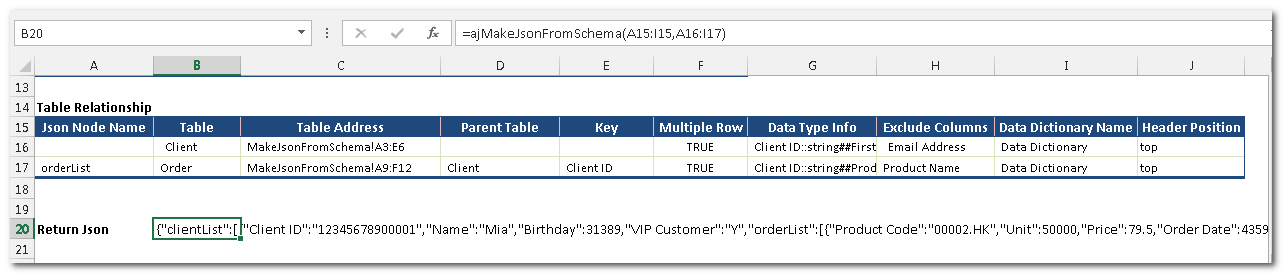 B20 =ajMakeJsonFromSchema(A15:I15,A16:I17)
A B C D E F G H I J
13
14 Table Relationship
15 Json Node Name Table Table Address Parent Table Key Multiple Row Data Type Info Exclude Columns Data Dictionary Name Header Position
16 Client MakeJsonFromSchema!A3:E6 TRUE Client ID::string##First Email Address Data Dictionary top
17 orderList Order MakeJsonFromSchema!A9:F12 Client Client ID TRUE Client ID::string##Prod Product Name Data Dictionary top
18
19
20 Return Json {"clientList":[ "Client ID":"12345678900001","Name":"Mia","Birthday":31389,"VIP Customer":"Y","orderList":[{"Product Code":"00002.HK","Unit":50000,"Price":79.5,"Order Date":4359
21